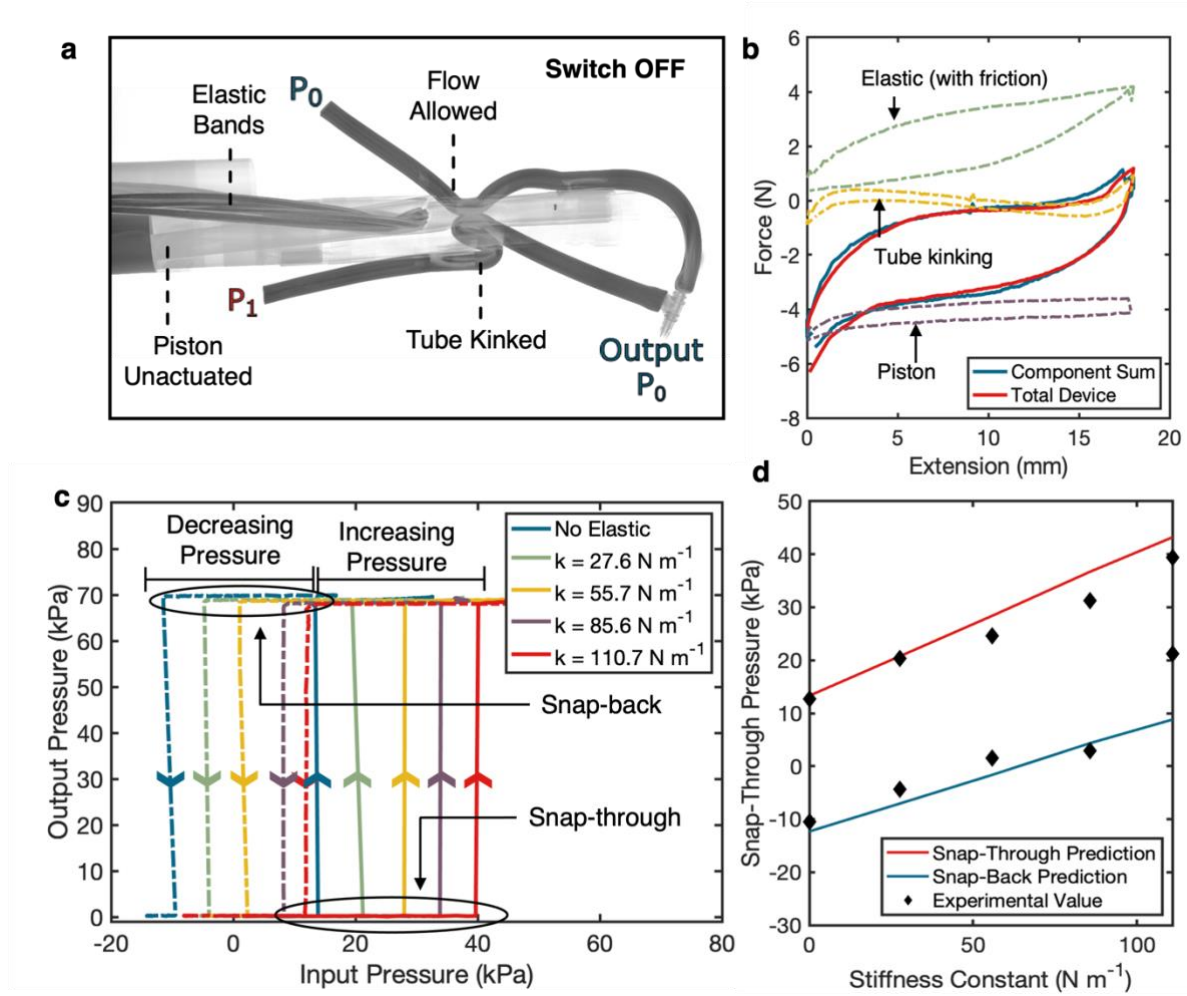 a
Switch OFF
P0
Flow
Allowed
Elastic
Bands
P1
Piston
Unactuated
Tube Kinked
Output
P0
b
6
4
2
0
-2
-4
-6
-8
Force (N)
Elastic (with friction)
Tube kinking
Piston
Component Sum
Total Device
0 5 10 15 20
Extension (mm)
c
90
80
70
60
50
40
30
20
10
0
Output Pressure (kPa)
Decreasing
Pressure
Increasing
Pressure
No Elastic
k = 27.6 N m⁻¹
k = 55.7 N m⁻¹
k = 85.6 N m⁻¹
k = 110.7 N m⁻¹
Snap-back
Snap-through
-20 0 20 40 60 80
Input Pressure (kPa)
d
50
40
30
20
10
0
-10
-20
-30
Snap-Through Pressure (kPa)
Snap-Through Prediction
Snap-Back Prediction
Experimental Value
0 50 100
Stiffness Constant (N m⁻¹)